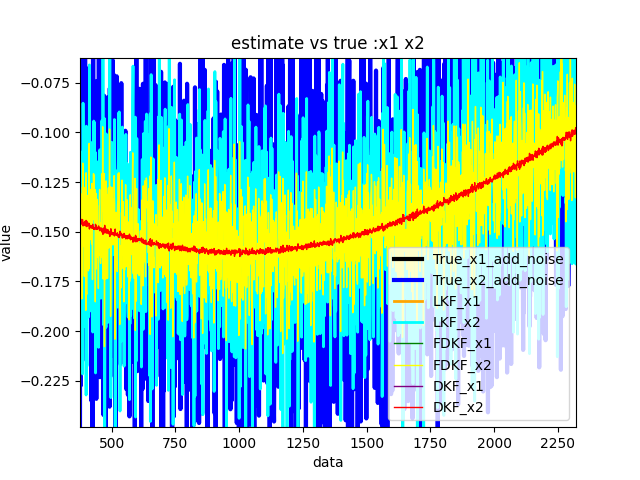 estimate vs true :x1 x2
value
−0.075
−0.100
−0.125
−0.150
−0.175
−0.200
−0.225
True_x1_add_noise
True_x2_add_noise
LKF_x1
LKF_x2
FDKF_x1
FDKF_x2
DKF_x1
DKF_x2
500 750 1000 1250 1500 1750 2000 2250
data